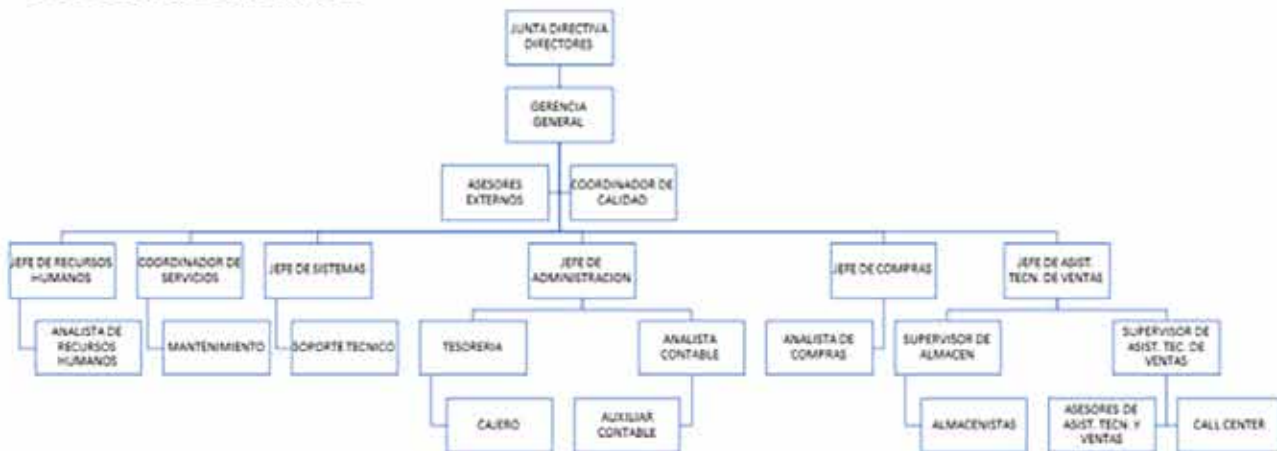 JUNTA DIRECTIVA
DIRECTORES
GERENCIA
GENERAL
ASESORES
EXTERNOS
COORDINADOR DE
CALIDAD
JEFE DE RECURSOS
HUMANOS
COORDINADOR DE
SERVICIOS
JEFE DE SISTEMAS
JEFE DE
ADMINISTRACION
JEFE DE COMPRAS
JEFE DE ASIST.
TECN. DE VENTAS
ANALISTA DE
RECURSOS
HUMANOS
MANTENIMIENTO
SOPORTE TECNICO
TESORERIA
ANALISTA
CONTABLE
ANALISTA DE
COMPRAS
SUPERVISOR DE
ALMACEN
SUPERVISOR DE
ASIST. TEC. DE
VENTAS
CAJERO
AUXILIAR
CONTABLE
ALMACENISTAS
ASESORES DE
ASIST. TECN. Y
VENTAS
CALL CENTER